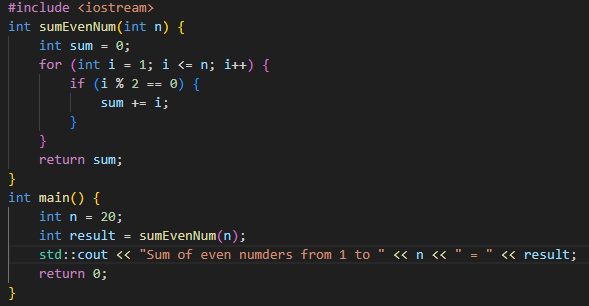 #include <iostream>
int sumEvenNum(int n) {
    int sum = 0;
    for (int i = 1; i <= n; i++) {
        if (i % 2 == 0) {
            sum += i;
        }
    }
    return sum;
}
int main() {
    int n = 20;
    int result = sumEvenNum(n);
    std::cout << "Sum of even numders from 1 to " << n << " = " << result;
    return 0;
}